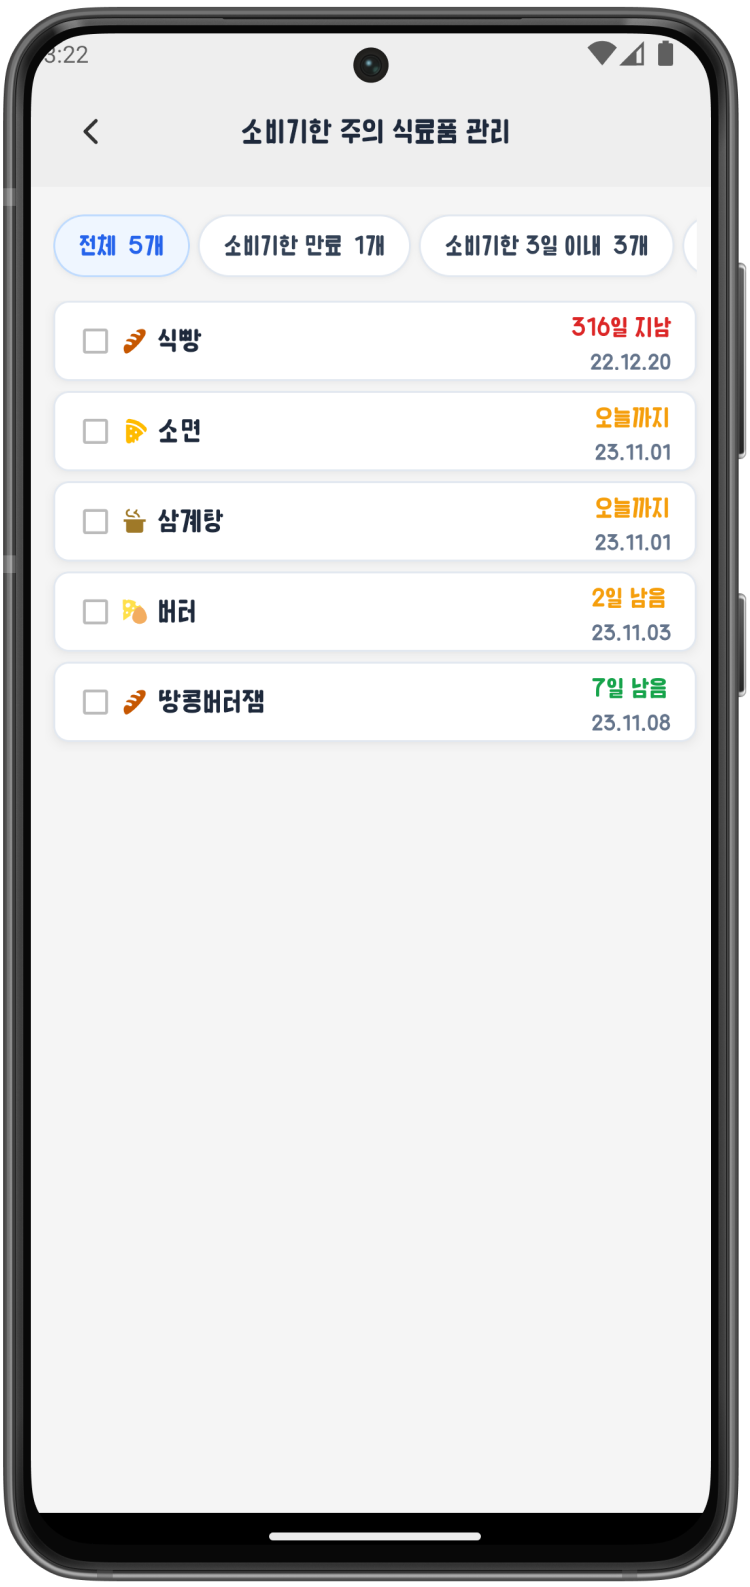 3:22
소비기한 주의 식료품 관리
전체 5개
소비기한 만료 1개
소비기한 3일 이내 3개
식빵
316일 지남
22.12.20
소면
오늘까지
23.11.01
삼계탕
오늘까지
23.11.01
버터
2일 남음
23.11.03
땅콩버터잼
7일 남음
23.11.08